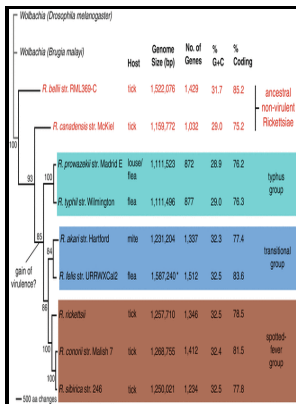 Wolbachia (Drosophila melanogaster)
Wolbachia (Brugia malayi)
Host Genome Size (bp) No. of Genes % G+C % Coding
R. bellii str. RML369-C tick 1,522,076 1,429 31.7 85.2
R. canadensis str. McKiel tick 1,159,772 1,032 29.0 75.2
ancestral
non-virulent
Rickettsiae
R. prowazekii str. Madrid E louse/flea 1,111,523 872 28.9 76.2
R. typhii str. Wilmington flea 1,111,496 877 29.0 76.3
typhus
group
R. akari str. Hartford mite 1,231,204 1,337 32.3 77.4
R. felis str. URRWXCal2 flea 1,587,240* 1,512 32.5 83.6
transitional
group
R. rickettsii tick 1,257,710 1,346 32.5 78.5
R. conorii str. Malish 7 tick 1,268,755 1,412 32.4 81.5
R. sibirica str. 246 tick 1,250,021 1,234 32.5 77.8
spotted-
fever
group
100
93
85
100
84
100
100
gain of
virulence?
500 aa changes